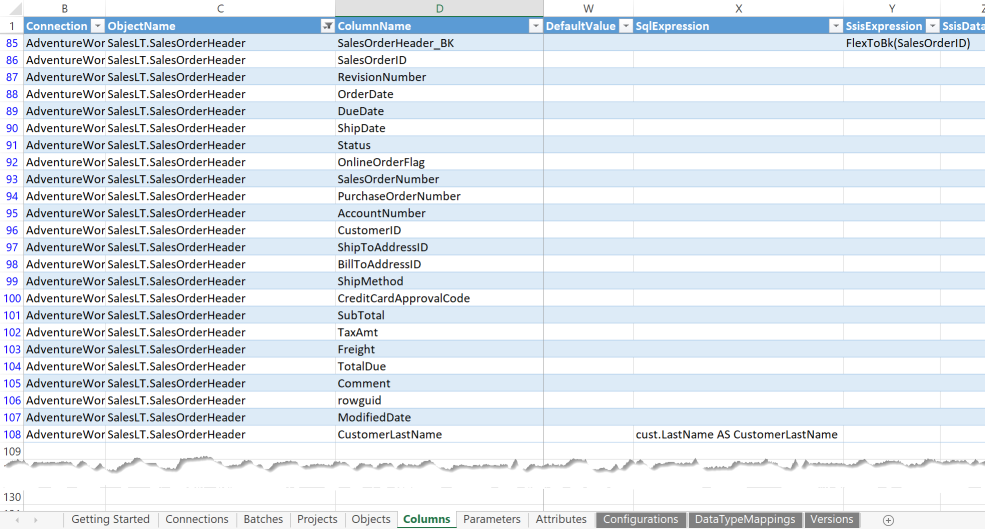 B C D W X Y Z
1 Connection ObjectName ColumnName DefaultValue SqlExpression SsisExpression SsisData
85 AdventureWor SalesLT.SalesOrderHeader SalesOrderHeader_BK FlexToBk(SalesOrderID)
86 AdventureWor SalesLT.SalesOrderHeader SalesOrderID
87 AdventureWor SalesLT.SalesOrderHeader RevisionNumber
88 AdventureWor SalesLT.SalesOrderHeader OrderDate
89 AdventureWor SalesLT.SalesOrderHeader DueDate
90 AdventureWor SalesLT.SalesOrderHeader ShipDate
91 AdventureWor SalesLT.SalesOrderHeader Status
92 AdventureWor SalesLT.SalesOrderHeader OnlineOrderFlag
93 AdventureWor SalesLT.SalesOrderHeader SalesOrderNumber
94 AdventureWor SalesLT.SalesOrderHeader PurchaseOrderNumber
95 AdventureWor SalesLT.SalesOrderHeader AccountNumber
96 AdventureWor SalesLT.SalesOrderHeader CustomerID
97 AdventureWor SalesLT.SalesOrderHeader ShipToAddressID
98 AdventureWor SalesLT.SalesOrderHeader BillToAddressID
99 AdventureWor SalesLT.SalesOrderHeader ShipMethod
100 AdventureWor SalesLT.SalesOrderHeader CreditCardApprovalCode
101 AdventureWor SalesLT.SalesOrderHeader SubTotal
102 AdventureWor SalesLT.SalesOrderHeader TaxAmt
103 AdventureWor SalesLT.SalesOrderHeader Freight
104 AdventureWor SalesLT.SalesOrderHeader TotalDue
105 AdventureWor SalesLT.SalesOrderHeader Comment
106 AdventureWor SalesLT.SalesOrderHeader rowguid
107 AdventureWor SalesLT.SalesOrderHeader ModifiedDate
108 AdventureWor SalesLT.SalesOrderHeader CustomerLastName cust.LastName AS CustomerLastName
109
130
Getting Started Connections Batches Projects Objects Columns Parameters Attributes Configurations DataTypeMappings Versions